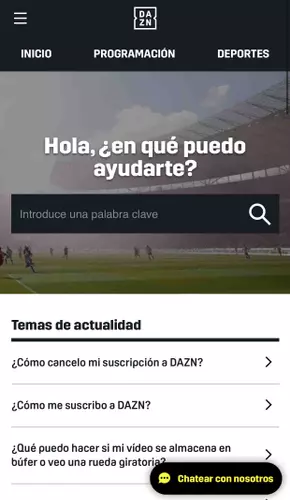 DA
ZN
INICIO PROGRAMACIÓN DEPORTES
Hola, ¿en qué puedo
ayudarte?
Introduce una palabra clave
Temas de actualidad
¿Cómo cancelo mi suscripción a DAZN?
¿Cómo me suscribo a DAZN?
¿Qué puedo hacer si mi vídeo se almacena en
búfer o veo una rueda giratoria?
Chatear con nosotros